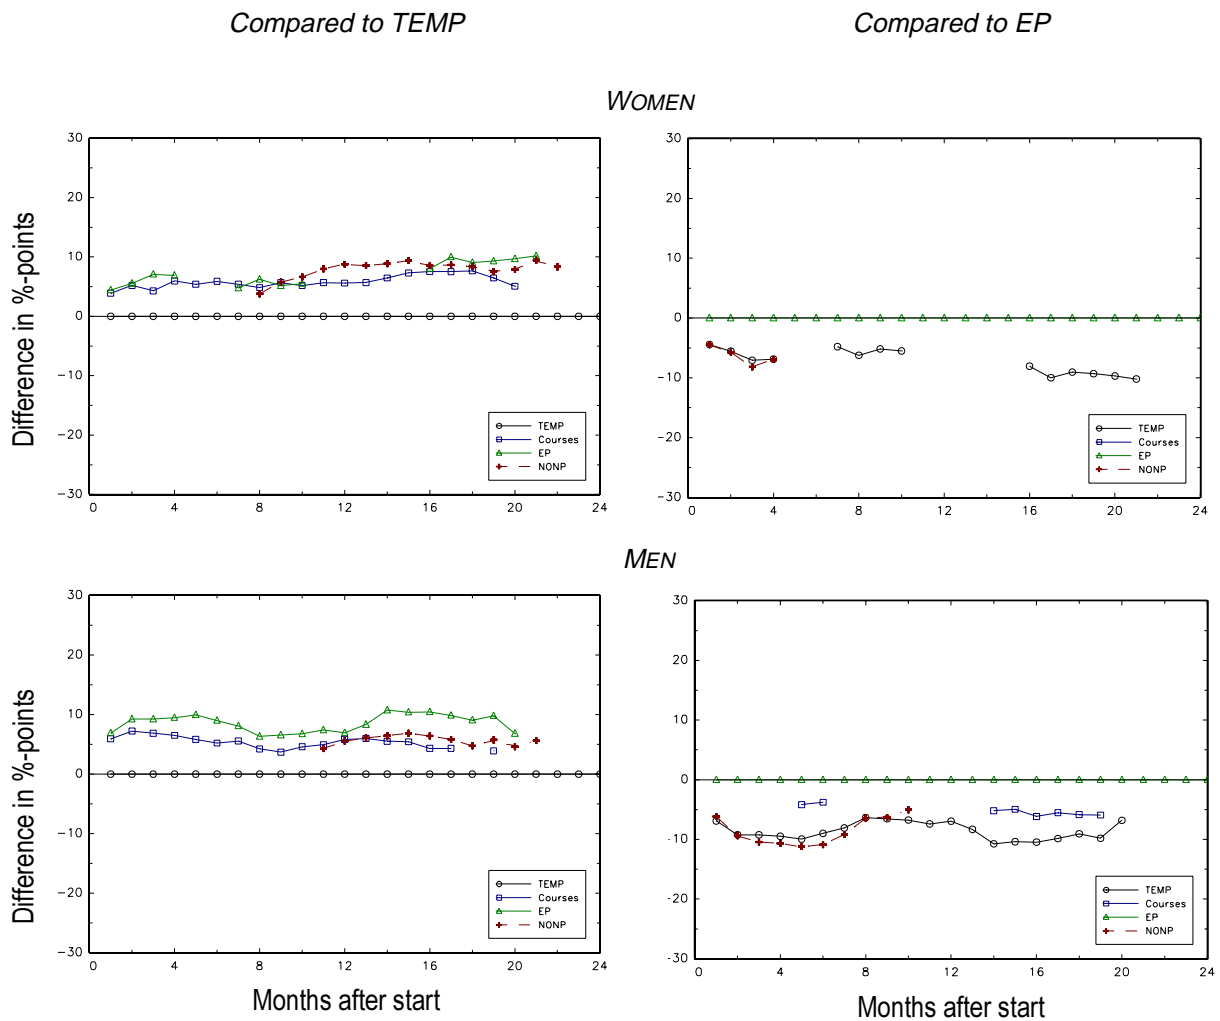 Compared to TEMP
Compared to EP
WOMEN
Difference in %-points
30
20
10
0
-10
-20
-30
0 4 8 12 16 20 24
TEMP
Courses
EP
NONP
30
20
10
0
-10
-20
-30
0 4 8 12 16 20 24
TEMP
Courses
EP
NONP
MEN
Difference in %-points
30
20
10
0
-10
-20
-30
0 4 8 12 16 20 24
TEMP
Courses
EP
NONP
Months after start
30
20
10
0
-10
-20
-30
0 4 8 12 16 20 24
TEMP
Courses
EP
NONP
Months after start